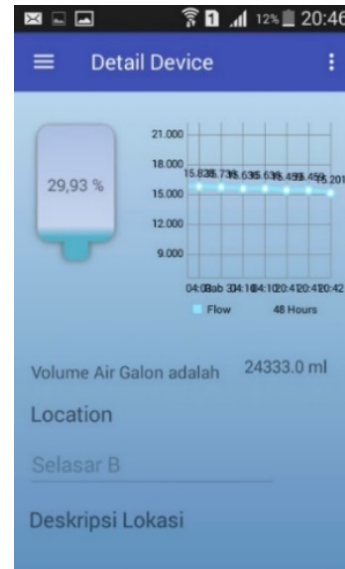 1 12% 20:46
Detail Device
29,93 %
21.000
18.000
15.000
12.000
9.000
Flow 48 Hours
Volume Air Galon adalah 24333.0 ml
Location
Selasar B
Deskripsi Lokasi